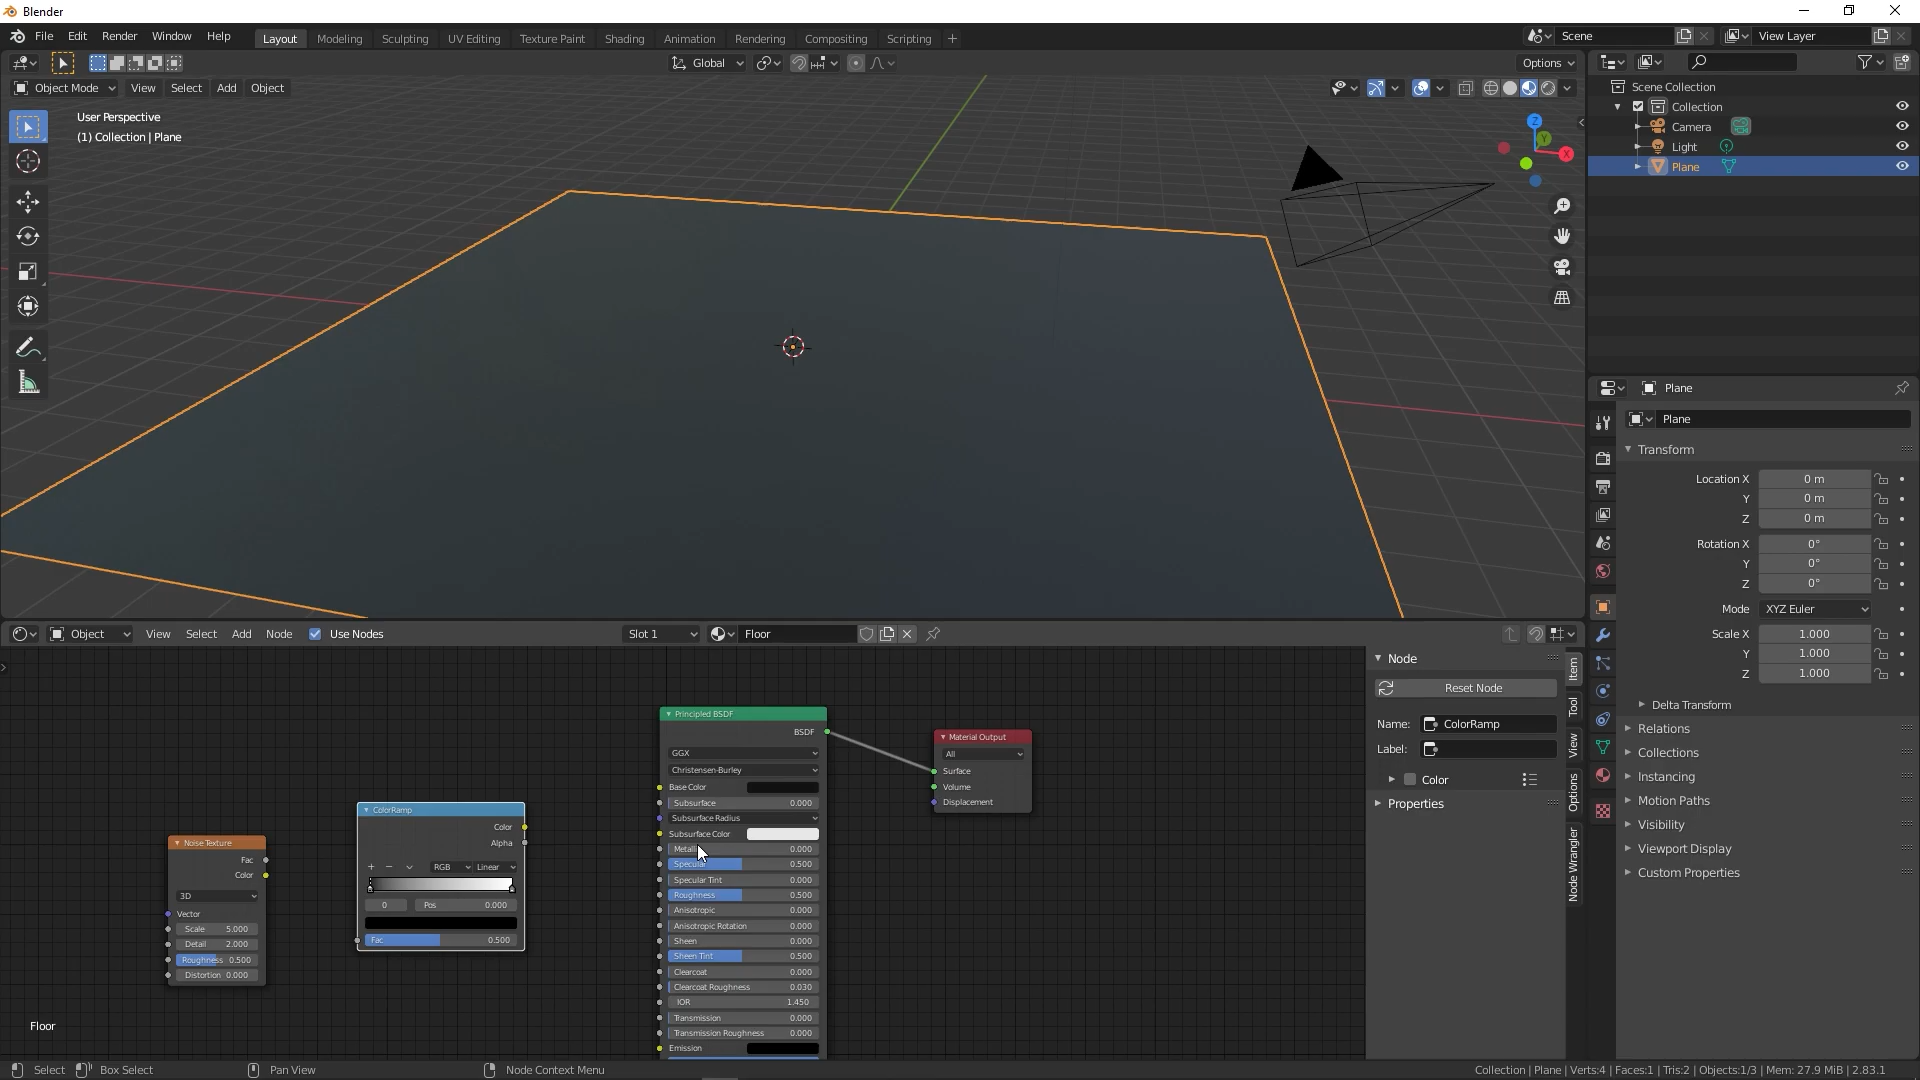 Blender
File Edit Render Window Help
Layout Modeling Sculpting UV Editing Texture Paint Shading Animation Rendering Compositing Scripting +
Scene
View Layer
Global
Options
Object Mode View Select Add Object
User Perspective
(1) Collection | Plane
Z
Y
X
Scene Collection
Collection
Camera
Light
Plane
Plane
Plane
Transform
Location X 0 m
Y 0 m
Z 0 m
Rotation X 0°
Y 0°
Z 0°
Mode XYZ Euler
Scale X 1.000
Y 1.000
Z 1.000
Delta Transform
Relations
Collections
Instancing
Motion Paths
Visibility
Viewport Display
Custom Properties
Object View Select Add Node Use Nodes
Slot 1
Floor
Noise Texture
Fac
Color
3D
Vector
Scale 5.000
Detail 2.000
Roughness 0.500
Distortion 0.000
ColorRamp
Color
Alpha
+ − RGB Linear
0 Pos 0.000
Fac 0.500
Principled BSDF
BSDF
GGX
Christensen-Burley
Base Color
Subsurface 0.000
Subsurface Radius
Subsurface Color
Metallic 0.000
Specular 0.500
Specular Tint 0.000
Roughness 0.500
Anisotropic 0.000
Anisotropic Rotation 0.000
Sheen 0.000
Sheen Tint 0.500
Clearcoat 0.000
Clearcoat Roughness 0.030
IOR 1.450
Transmission 0.000
Transmission Roughness 0.000
Emission
Material Output
All
Surface
Volume
Displacement
Node
Reset Node
Name: ColorRamp
Label:
Color
Properties
Item
Tool
View
Options
Node Wrangler
Floor
Select Box Select Pan View Node Context Menu
Collection | Plane | Verts:4 | Faces:1 | Tris:2 | Objects:1/3 | Mem: 27.9 MiB | 2.83.1